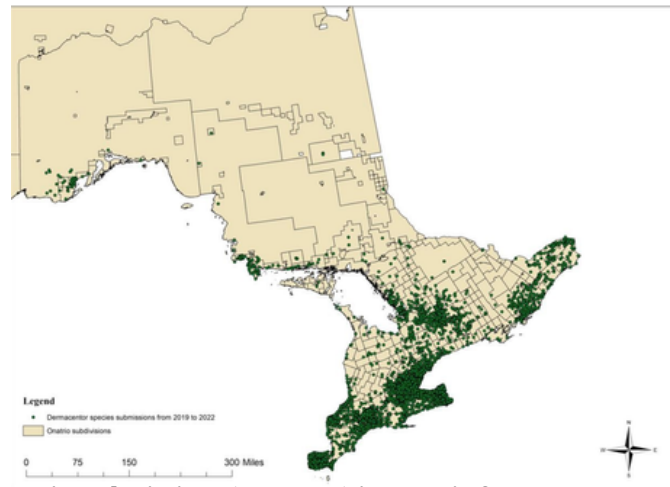 N
W E
S
Legend
Dermacentor species submissions from 2019 to 2022
Onatrio subdivisions
0 75 150 300 Miles